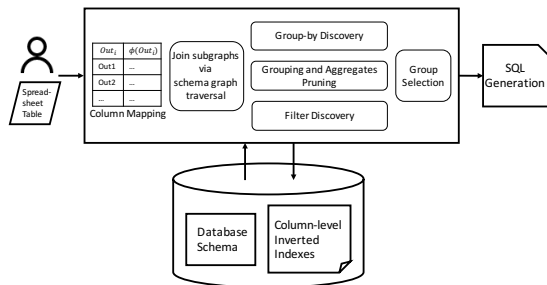 Spread-
sheet
Table
Out_i ϕ(Out_i)
Out1 ...
Out2 ...
... ...
Column Mapping
Join subgraphs
via
schema graph
traversal
Group-by Discovery
Grouping and Aggregates
Pruning
Filter Discovery
Group
Selection
SQL
Generation
Database
Schema
Column-level
Inverted
Indexes